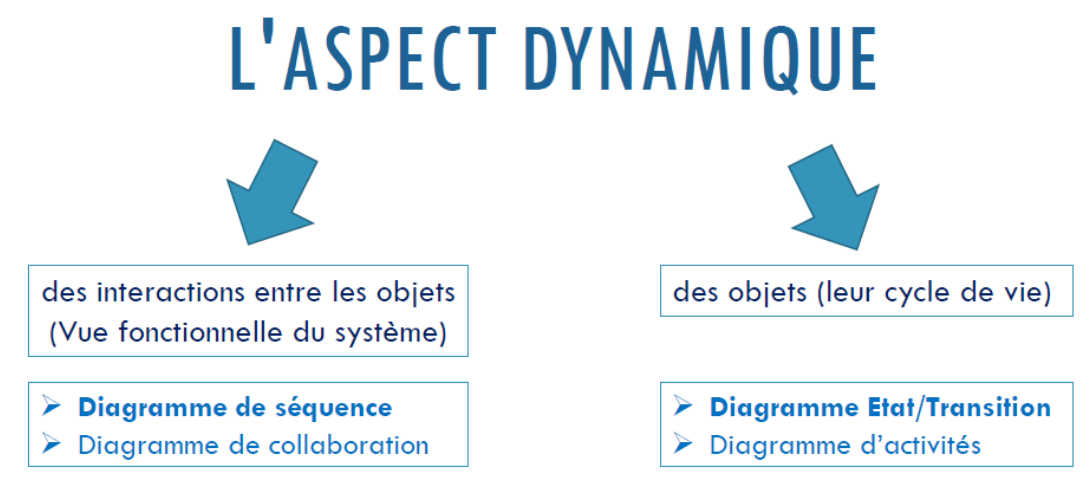 L'ASPECT DYNAMIQUE
des interactions entre les objets
(Vue fonctionnelle du système)
➢ Diagramme de séquence
➢ Diagramme de collaboration
des objets (leur cycle de vie)
➢ Diagramme Etat/Transition
➢ Diagramme d'activités